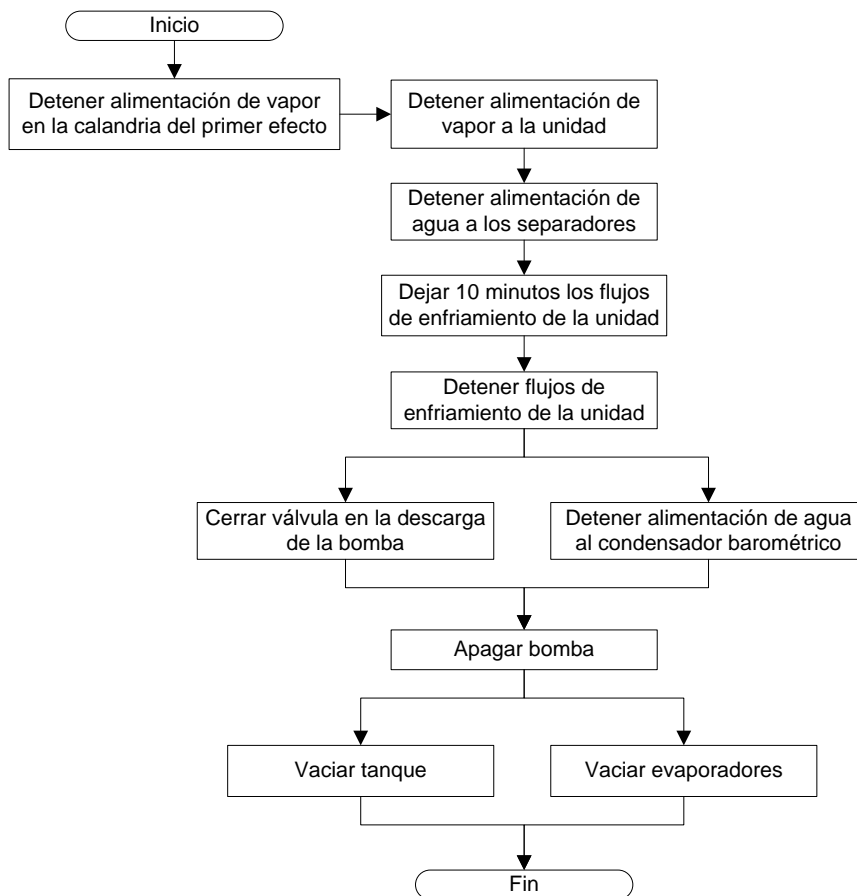 Inicio
Detener alimentación de vapor
en la calandria del primer efecto
Detener alimentación de
vapor a la unidad
Detener alimentación de
agua a los separadores
Dejar 10 minutos los flujos
de enfriamiento de la unidad
Detener flujos de
enfriamiento de la unidad
Cerrar válvula en la descarga
de la bomba
Detener alimentación de agua
al condensador barométrico
Apagar bomba
Vaciar tanque
Vaciar evaporadores
Fin